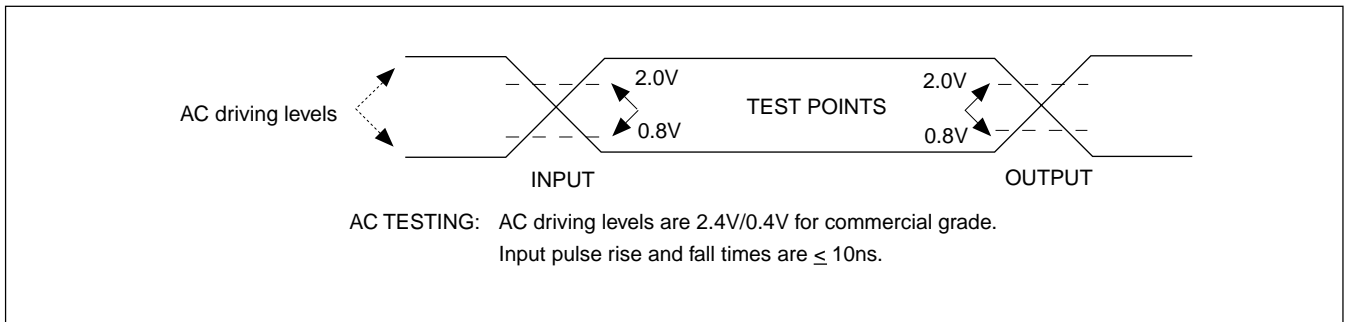 2.0V
2.0V
AC driving levels
TEST POINTS
0.8V
0.8V
INPUT
OUTPUT
AC TESTING: AC driving levels are 2.4V/0.4V for commercial grade.
Input pulse rise and fall times are ≤ 10ns.